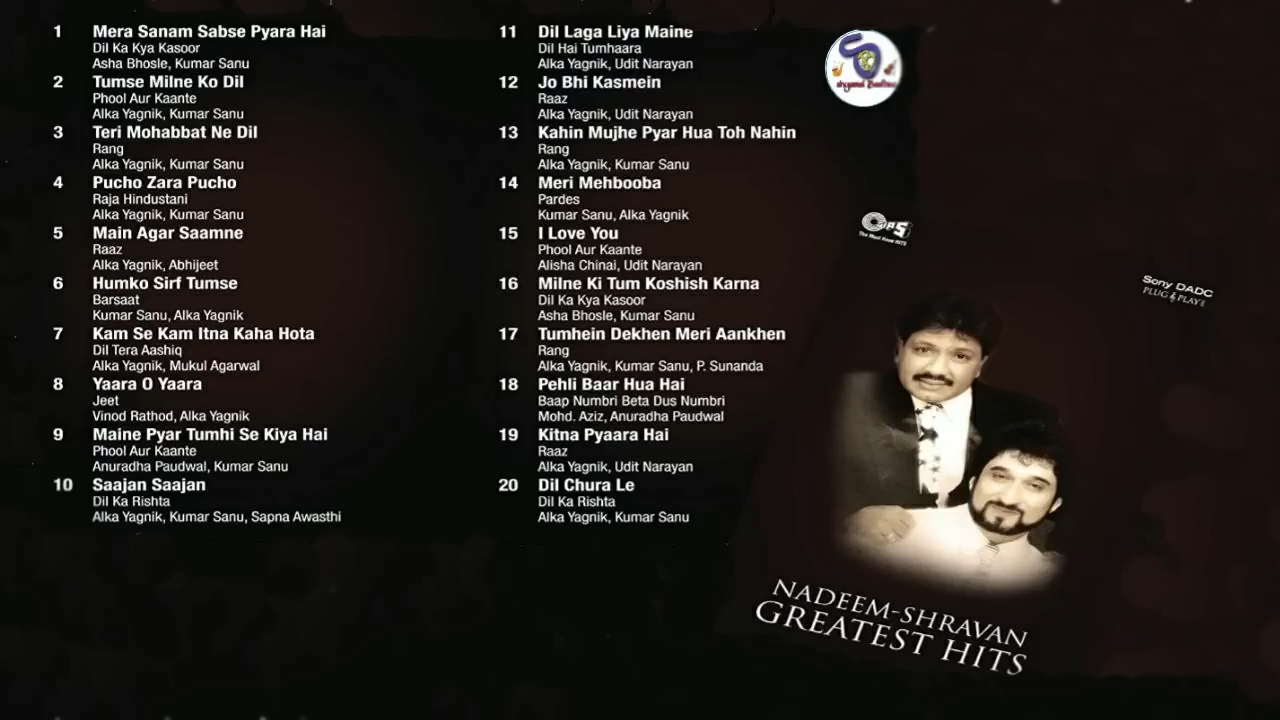 1 Mera Sanam Sabse Pyara Hai
Dil Ka Kya Kasoor
Asha Bhosle, Kumar Sanu
2 Tumse Milne Ko Dil
Phool Aur Kaante
Alka Yagnik, Kumar Sanu
3 Teri Mohabbat Ne Dil
Rang
Alka Yagnik, Kumar Sanu
4 Pucho Zara Pucho
Raja Hindustani
Alka Yagnik, Kumar Sanu
5 Main Agar Saamne
Raaz
Alka Yagnik, Abhijeet
6 Humko Sirf Tumse
Barsaat
Kumar Sanu, Alka Yagnik
7 Kam Se Kam Itna Kaha Hota
Dil Tera Aashiq
Alka Yagnik, Mukul Agarwal
8 Yaara O Yaara
Jeet
Vinod Rathod, Alka Yagnik
9 Maine Pyar Tumhi Se Kiya Hai
Phool Aur Kaante
Anuradha Paudwal, Kumar Sanu
10 Saajan Saajan
Dil Ka Rishta
Alka Yagnik, Kumar Sanu, Sapna Awasthi
11 Dil Laga Liya Maine
Dil Hai Tumhaara
Alka Yagnik, Udit Narayan
12 Jo Bhi Kasmein
Raaz
Alka Yagnik, Udit Narayan
13 Kahin Mujhe Pyar Hua Toh Nahin
Rang
Alka Yagnik, Kumar Sanu
14 Meri Mehbooba
Pardes
Kumar Sanu, Alka Yagnik
15 I Love You
Phool Aur Kaante
Alisha Chinai, Udit Narayan
16 Milne Ki Tum Koshish Karna
Dil Ka Kya Kasoor
Asha Bhosle, Kumar Sanu
17 Tumhein Dekhen Meri Aankhen
Rang
Alka Yagnik, Kumar Sanu, P. Sunanda
18 Pehli Baar Hua Hai
Baap Numbri Beta Dus Numbri
Mohd. Aziz, Anuradha Paudwal
19 Kitna Pyaara Hai
Raaz
Alka Yagnik, Udit Narayan
20 Dil Chura Le
Dil Ka Rishta
Alka Yagnik, Kumar Sanu
Tips
Sony DADC
PLUG & PLAY
NADEEM-SHRAVAN
GREATEST HITS